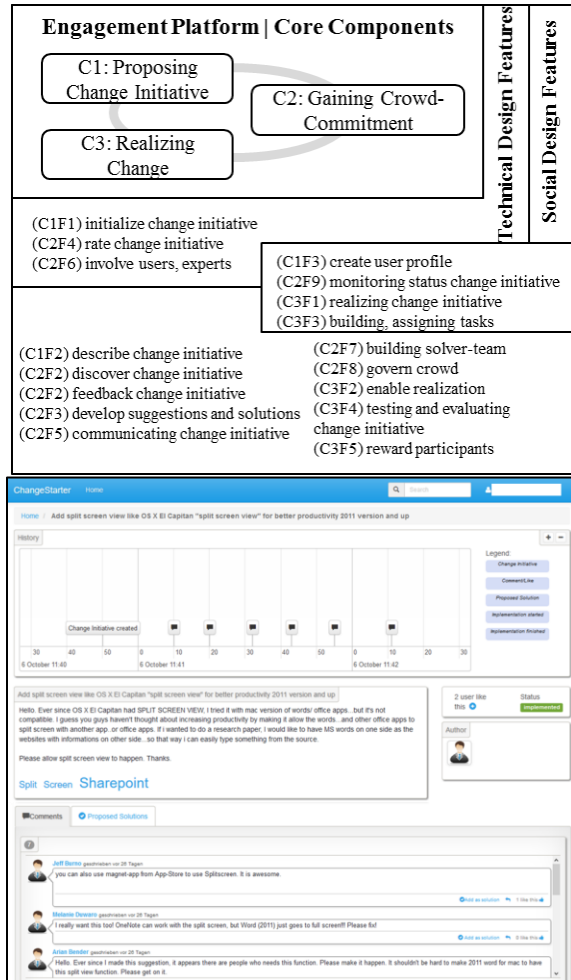 Engagement Platform | Core Components
C1: Proposing
Change Initiative
C2: Gaining Crowd-
Commitment
C3: Realizing
Change
Technical Design Features
Social Design Features
(C1F1) initialize change initiative
(C2F4) rate change initiative
(C2F6) involve users, experts
(C1F3) create user profile
(C2F9) monitoring status change initiative
(C3F1) realizing change initiative
(C3F3) building, assigning tasks
(C1F2) describe change initiative
(C2F2) discover change initiative
(C2F2) feedback change initiative
(C2F3) develop suggestions and solutions
(C2F5) communicating change initiative
(C2F7) building solver-team
(C2F8) govern crowd
(C3F2) enable realization
(C3F4) testing and evaluating
change initiative
(C3F5) reward participants
ChangeStarter Home
Search
Home / Add split screen view like OS X El Capitan "split screen view" for better productivity 2011 version and up
History
+ −
Legend:
Change Initiative
Comment/Like
Proposed Solution
Implementation started
Implementation finished
Change Initiative created
30 40 50 0 10 20 30 40 50 0 10 20 30
6 October 11:40 6 October 11:41 6 October 11:42
Add split screen view like OS X El Capitan "split screen view" for better productivity 2011 version and up
Hello. Ever since OS X El Capitan had SPLIT SCREEN VIEW, I tried it with mac version of words/ office apps...but it's not
compatible. I guess you guys haven't thought about increasing productivity by making it allow the words...and other office apps to
split screen with another app..or office apps. If i wanted to do a research paper, I would like to have MS words on one side as the
websites with informations on other side...so that way i can easily type something from the source.
Please allow split screen view to happen. Thanks.
Split Screen Sharepoint
2 user like
this
Status
implemented
Author
Comments
Proposed Solutions
Jeff Burno geschrieben vor 26 Tagen
you can also use magnet-app from App-Store to use Splitscreen. It is awesome.
Add as solution 1 like this
Melanie Dewero geschrieben vor 26 Tagen
I really want this too! OneNote can work with the split screen, but Word (2011) just goes to full screen!!! Please fix!
Add as solution 0 like this
Arian Bender geschrieben vor 26 Tagen
Hello. Ever since I made this suggestion, it appears there are people who needs this function. Please make it happen. It shouldn't be hard to make 2011 word for mac to have
this split view function. Please get on it.